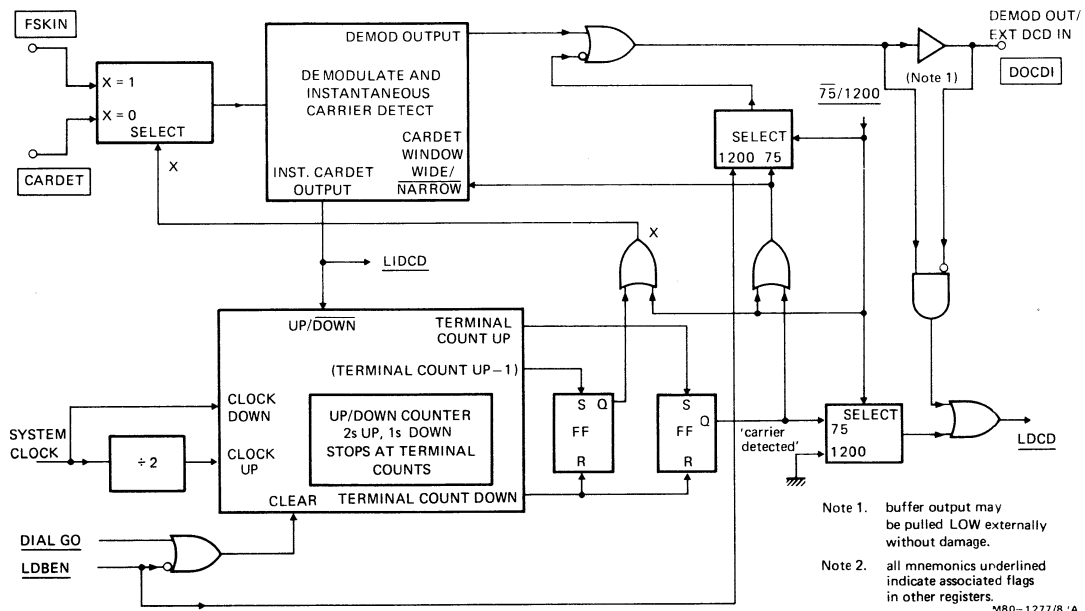 FSKIN
X = 1
X = 0
SELECT
CARDET
X
DEMOD OUTPUT
DEMODULATE AND
INSTANTANEOUS
CARRIER DETECT
CARDET
WINDOW
WIDE/
NARROW
INST. CARDET
OUTPUT
DEMOD OUT/
EXT DCD IN
DOCDI
(Note 1)
75/1200
SELECT
1200 75
X
LIDCD
UP/DOWN
TERMINAL
COUNT UP
(TERMINAL COUNT UP–1)
CLOCK
DOWN
UP/DOWN COUNTER
2s UP, 1s DOWN
STOPS AT TERMINAL
COUNTS
CLOCK
UP
CLEAR
TERMINAL COUNT DOWN
SYSTEM
CLOCK
÷2
S Q
FF
R
S
Q
FF
R
'carrier
detected'
SELECT
75
1200
LDCD
DIAL GO
LDBEN
Note 1. buffer output may
be pulled LOW externally
without damage.
Note 2. all mnemonics underlined
indicate associated flags
in other registers.
M80–1277/8/A